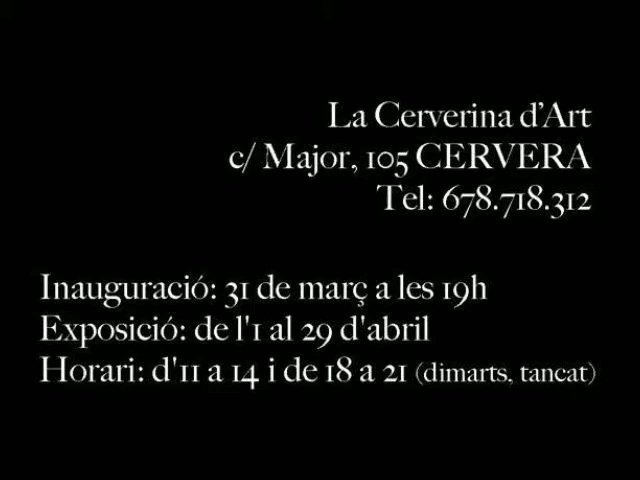 La Cerverina d’Art
c/ Major, 105 CERVERA
Tel: 678.718.312
Inauguració: 31 de març a les 19h
Exposició: de l'1 al 29 d'abril
Horari: d'11 a 14 i de 18 a 21 (dimarts, tancat)